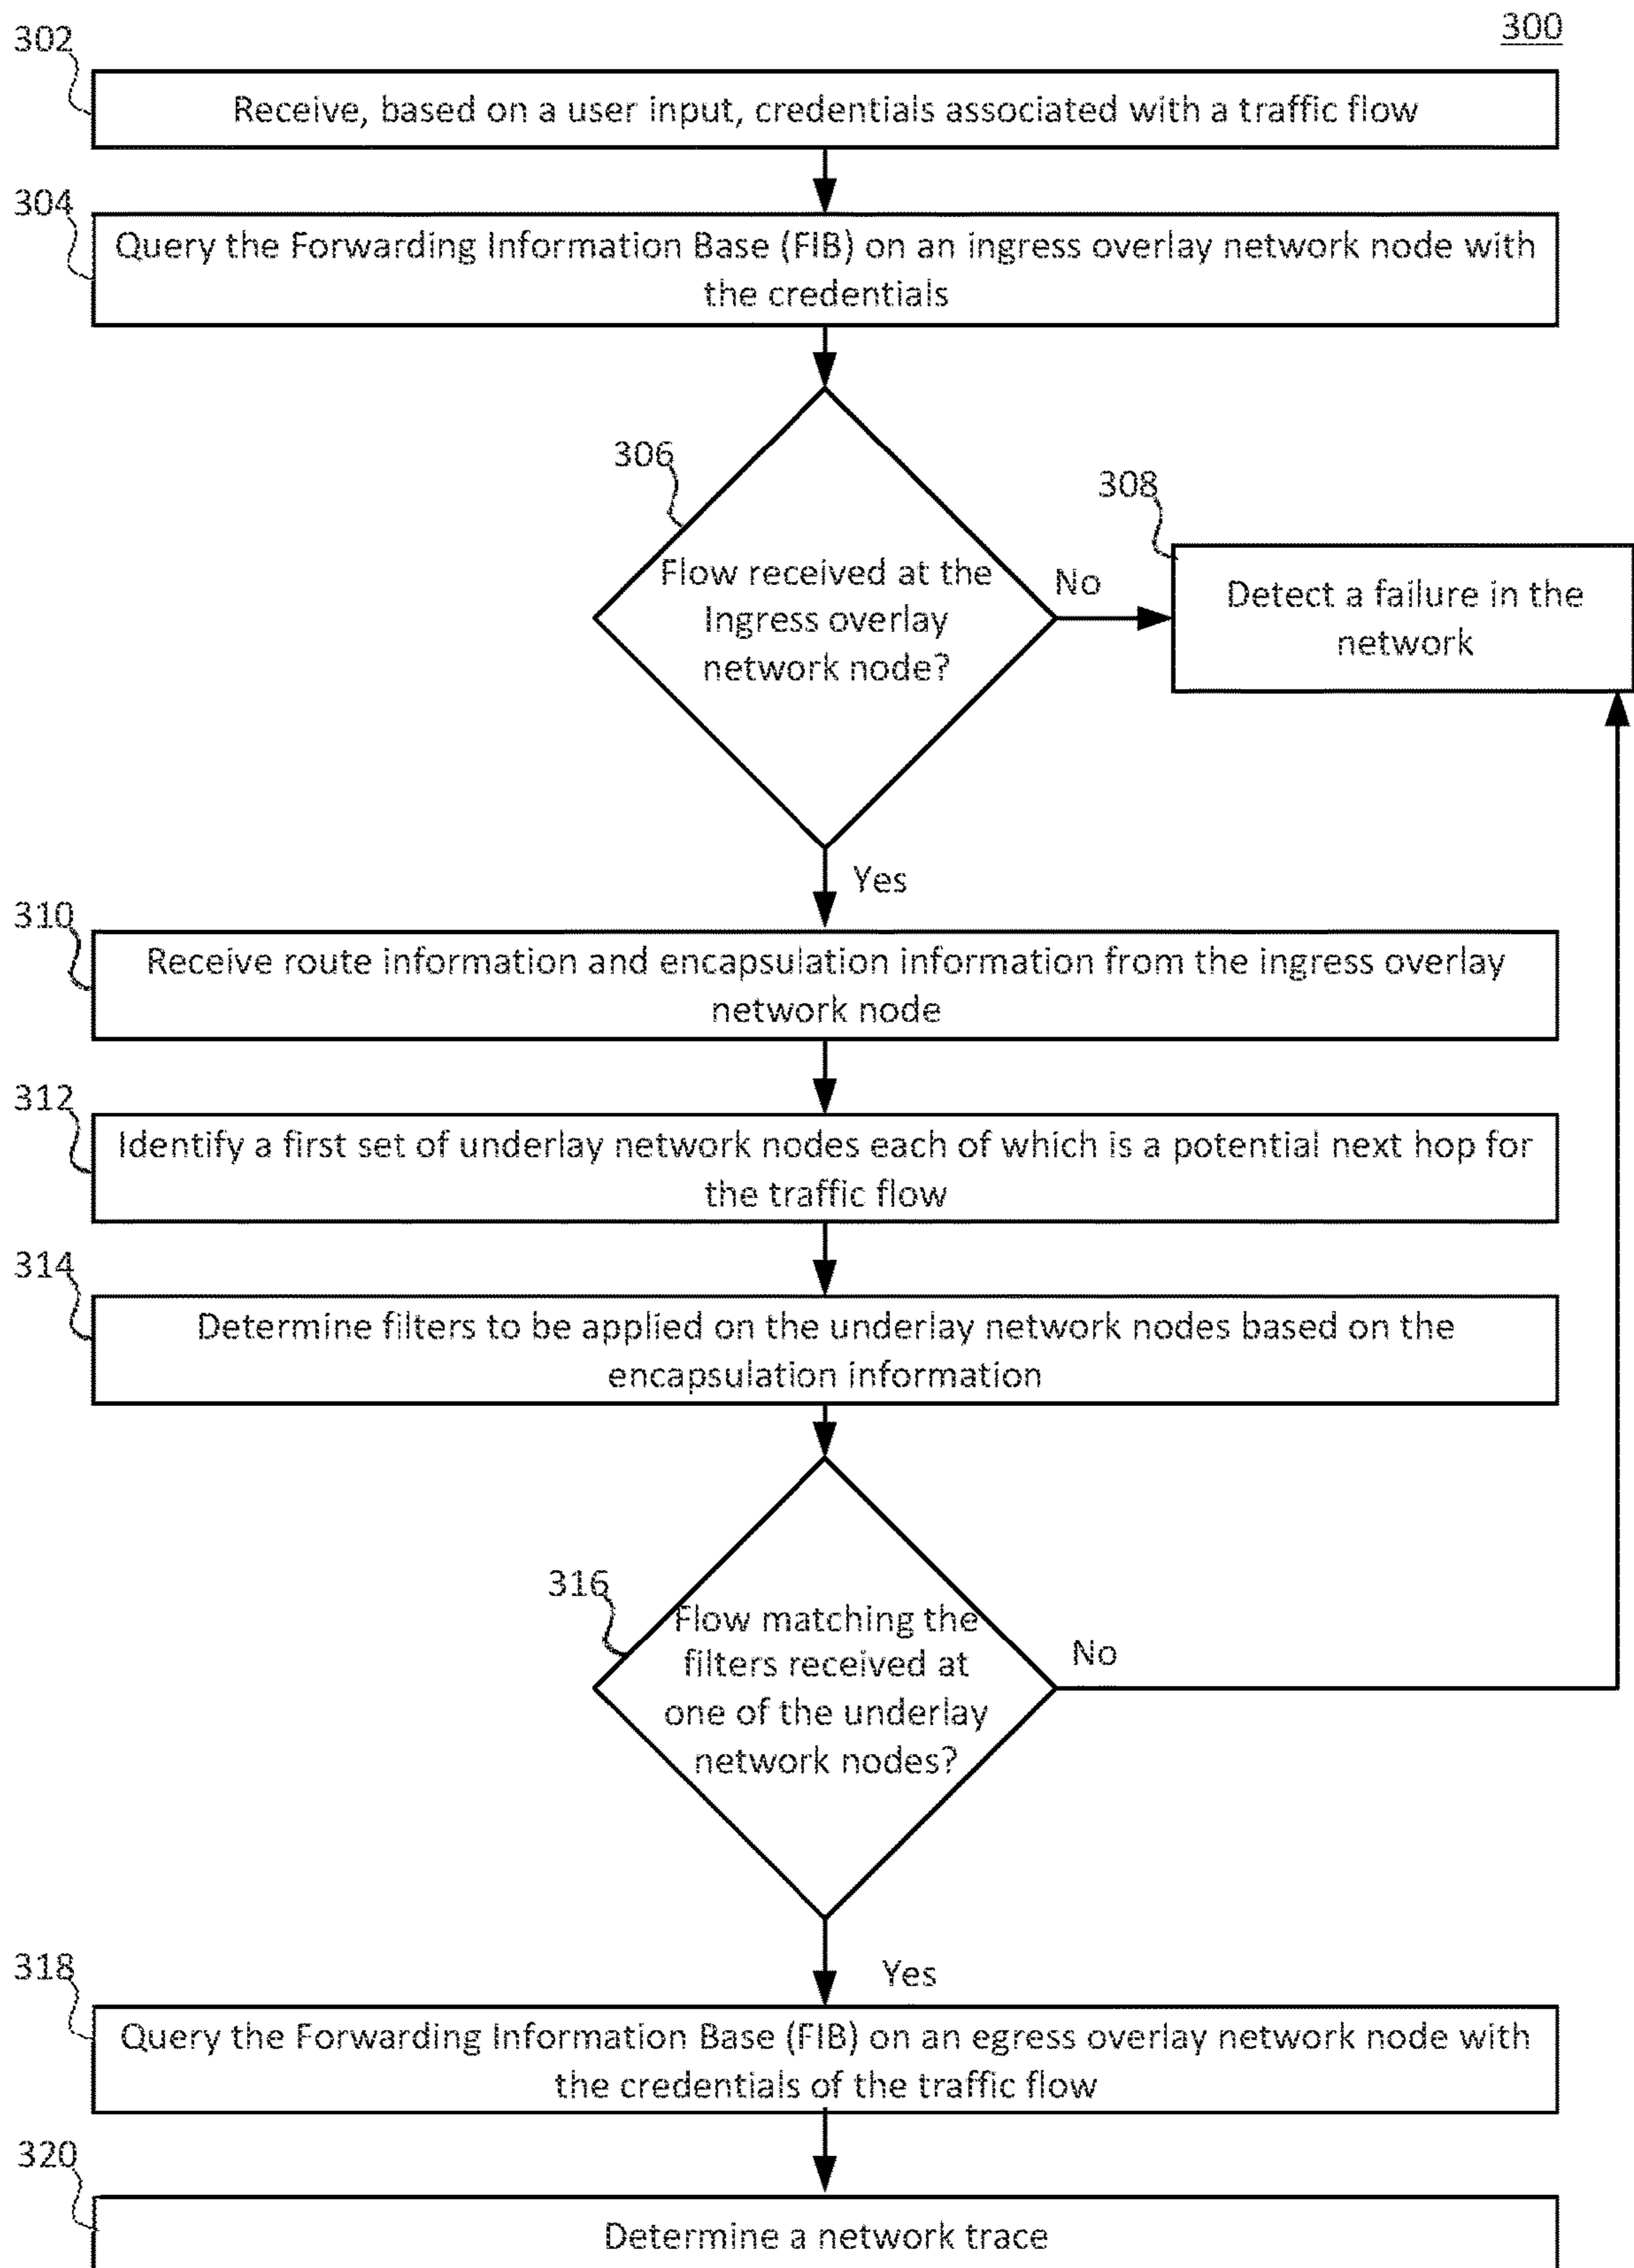 300
302
Receive, based on a user input, credentials associated with a traffic flow
304
Query the Forwarding Information Base (FIB) on an ingress overlay network node with
the credentials
306
Flow received at the
Ingress overlay
network node?
No
308
Detect a failure in the
network
Yes
310
Receive route information and encapsulation information from the ingress overlay
network node
312
Identify a first set of underlay network nodes each of which is a potential next hop for
the traffic flow
314
Determine filters to be applied on the underlay network nodes based on the
encapsulation information
316
Flow matching the
filters received at
one of the underlay
network nodes?
No
Yes
318
Query the Forwarding Information Base (FIB) on an egress overlay network node with
the credentials of the traffic flow
320
Determine a network trace